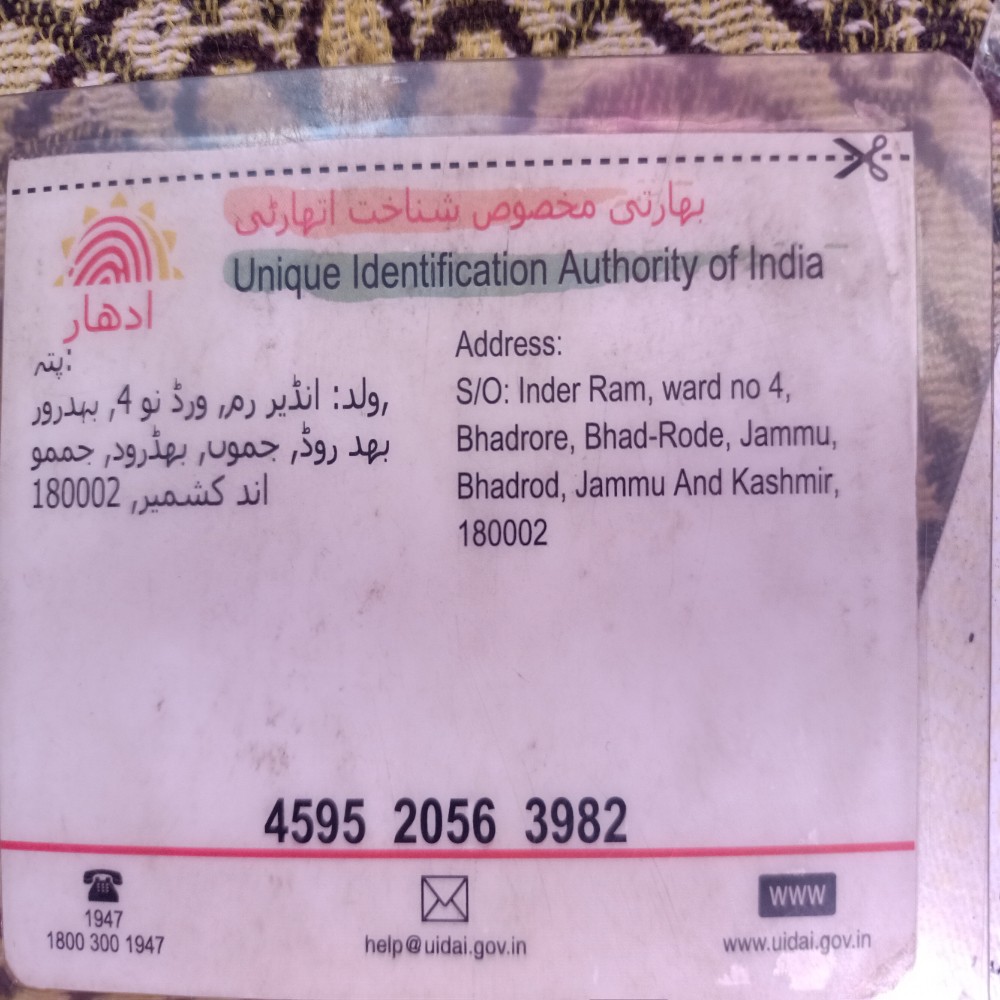 بھارتی مخصوص شناخت اتھارٹی
Unique Identification Authority of India
ادھار
پتہ:
ولد: انڈیر رم, ورڈ نو 4, بہدرور,
بھد روڈ, جموں, بھڈرود, جممو
اند کشمیر, 180002
Address:
S/O: Inder Ram, ward no 4,
Bhadrore, Bhad-Rode, Jammu,
Bhadrod, Jammu And Kashmir,
180002
4595 2056 3982
1947
1800 300 1947
help@uidai.gov.in
WWW
www.uidai.gov.in